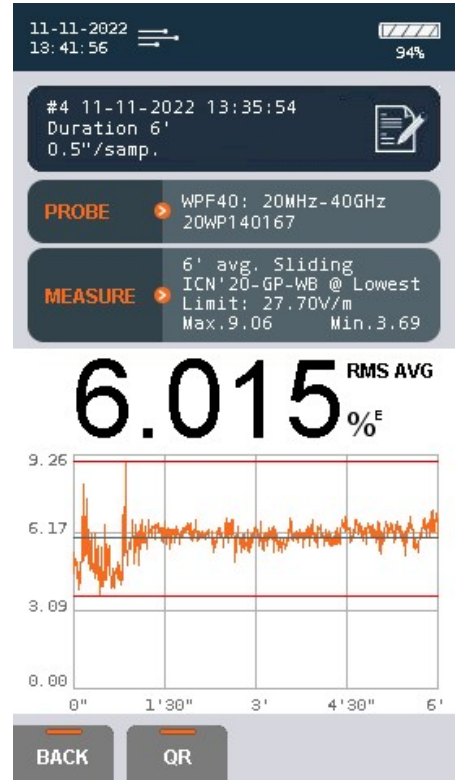 11-11-2022
13:41:56
94%
#4 11-11-2022 13:35:54
Duration 6'
0.5"/samp.
PROBE
WPF40: 20MHz-40GHz
20WP140167
MEASURE
6' avg. Sliding
ICN'20-GP-WB @ Lowest
Limit: 27.70V/m
Max.9.06 Min.3.69
6.015 RMS AVG
%E
9.26
6.17
3.09
0.00
0" 1'30" 3' 4'30" 6'
BACK QR